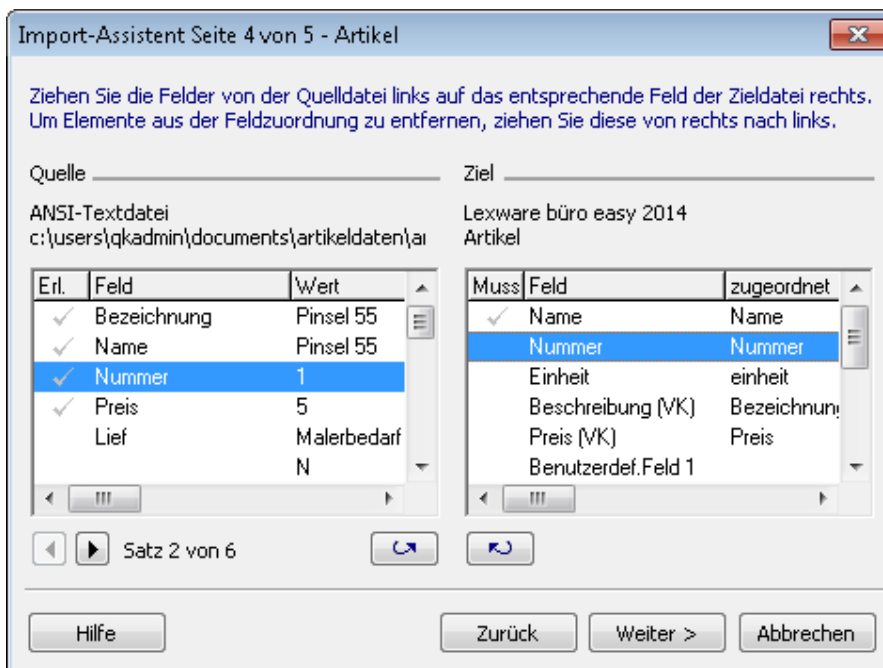 Import-Assistent Seite 4 von 5 - Artikel
Ziehen Sie die Felder von der Quelldatei links auf das entsprechende Feld der Zieldatei rechts.
Um Elemente aus der Feldzuordnung zu entfernen, ziehen Sie diese von rechts nach links.
Quelle
ANSI-Textdatei
c:\users\qkadmin\documents\artikeldaten\ar
Erl. Feld Wert
Bezeichnung Pinsel 55
Name Pinsel 55
Nummer 1
Preis 5
Lief Malerbedarf
N
Satz 2 von 6
Ziel
Lexware büro easy 2014
Artikel
Muss Feld zugeordnet
Name Name
Nummer Nummer
Einheit einheit
Beschreibung (VK) Bezeichnung
Preis (VK) Preis
Benutzerdef.Feld 1
Hilfe
Zurück
Weiter >
Abbrechen